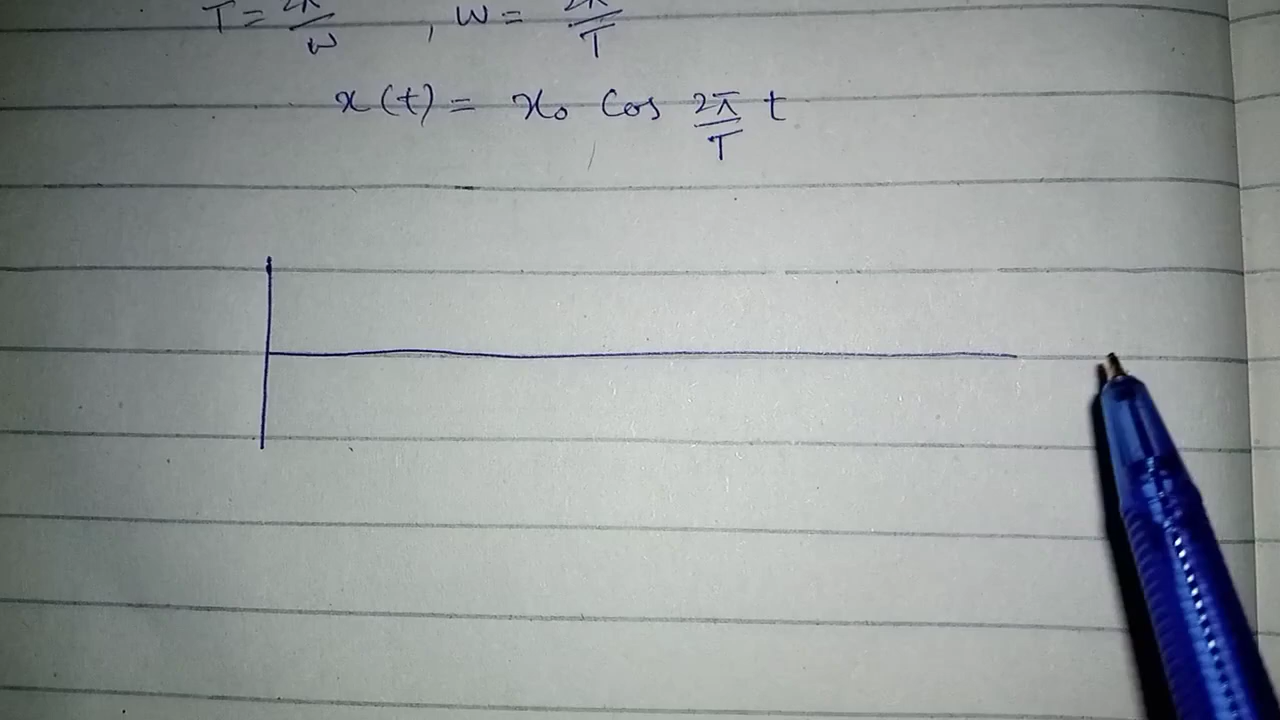 T = 2π/w , w = 2π/T
x(t) = x₀ cos 2π/T t